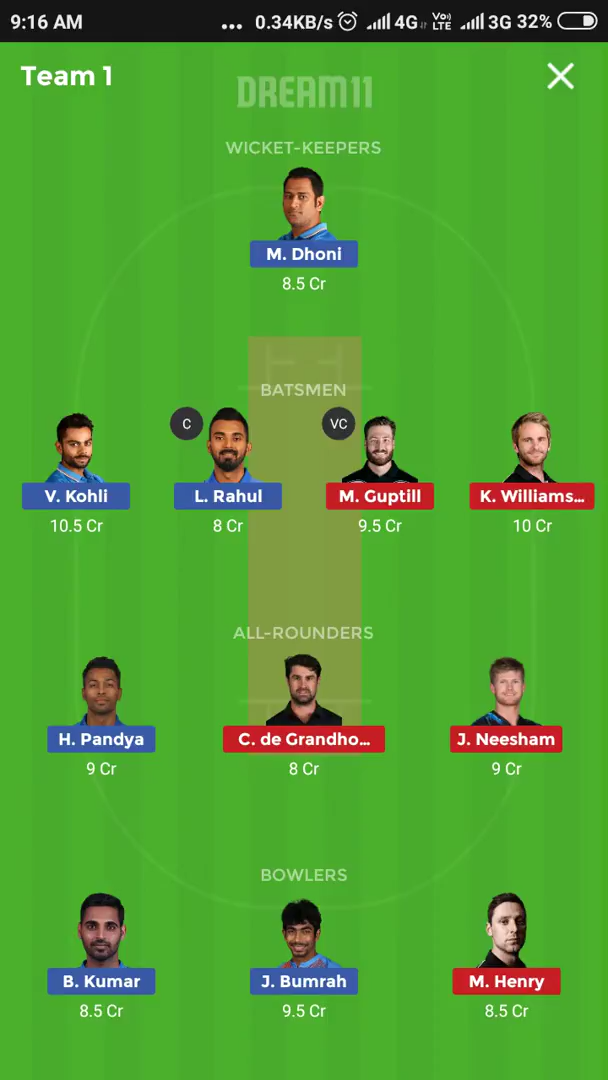 9:16 AM ... 0.34KB/s 4G VoLTE 3G 32%
Team 1
DREAM11
WICKET-KEEPERS
M. Dhoni
8.5 Cr
BATSMEN
C VC
V. Kohli L. Rahul M. Guptill K. Williams...
10.5 Cr 8 Cr 9.5 Cr 10 Cr
ALL-ROUNDERS
H. Pandya C. de Grandho... J. Neesham
9 Cr 8 Cr 9 Cr
BOWLERS
B. Kumar J. Bumrah M. Henry
8.5 Cr 9.5 Cr 8.5 Cr